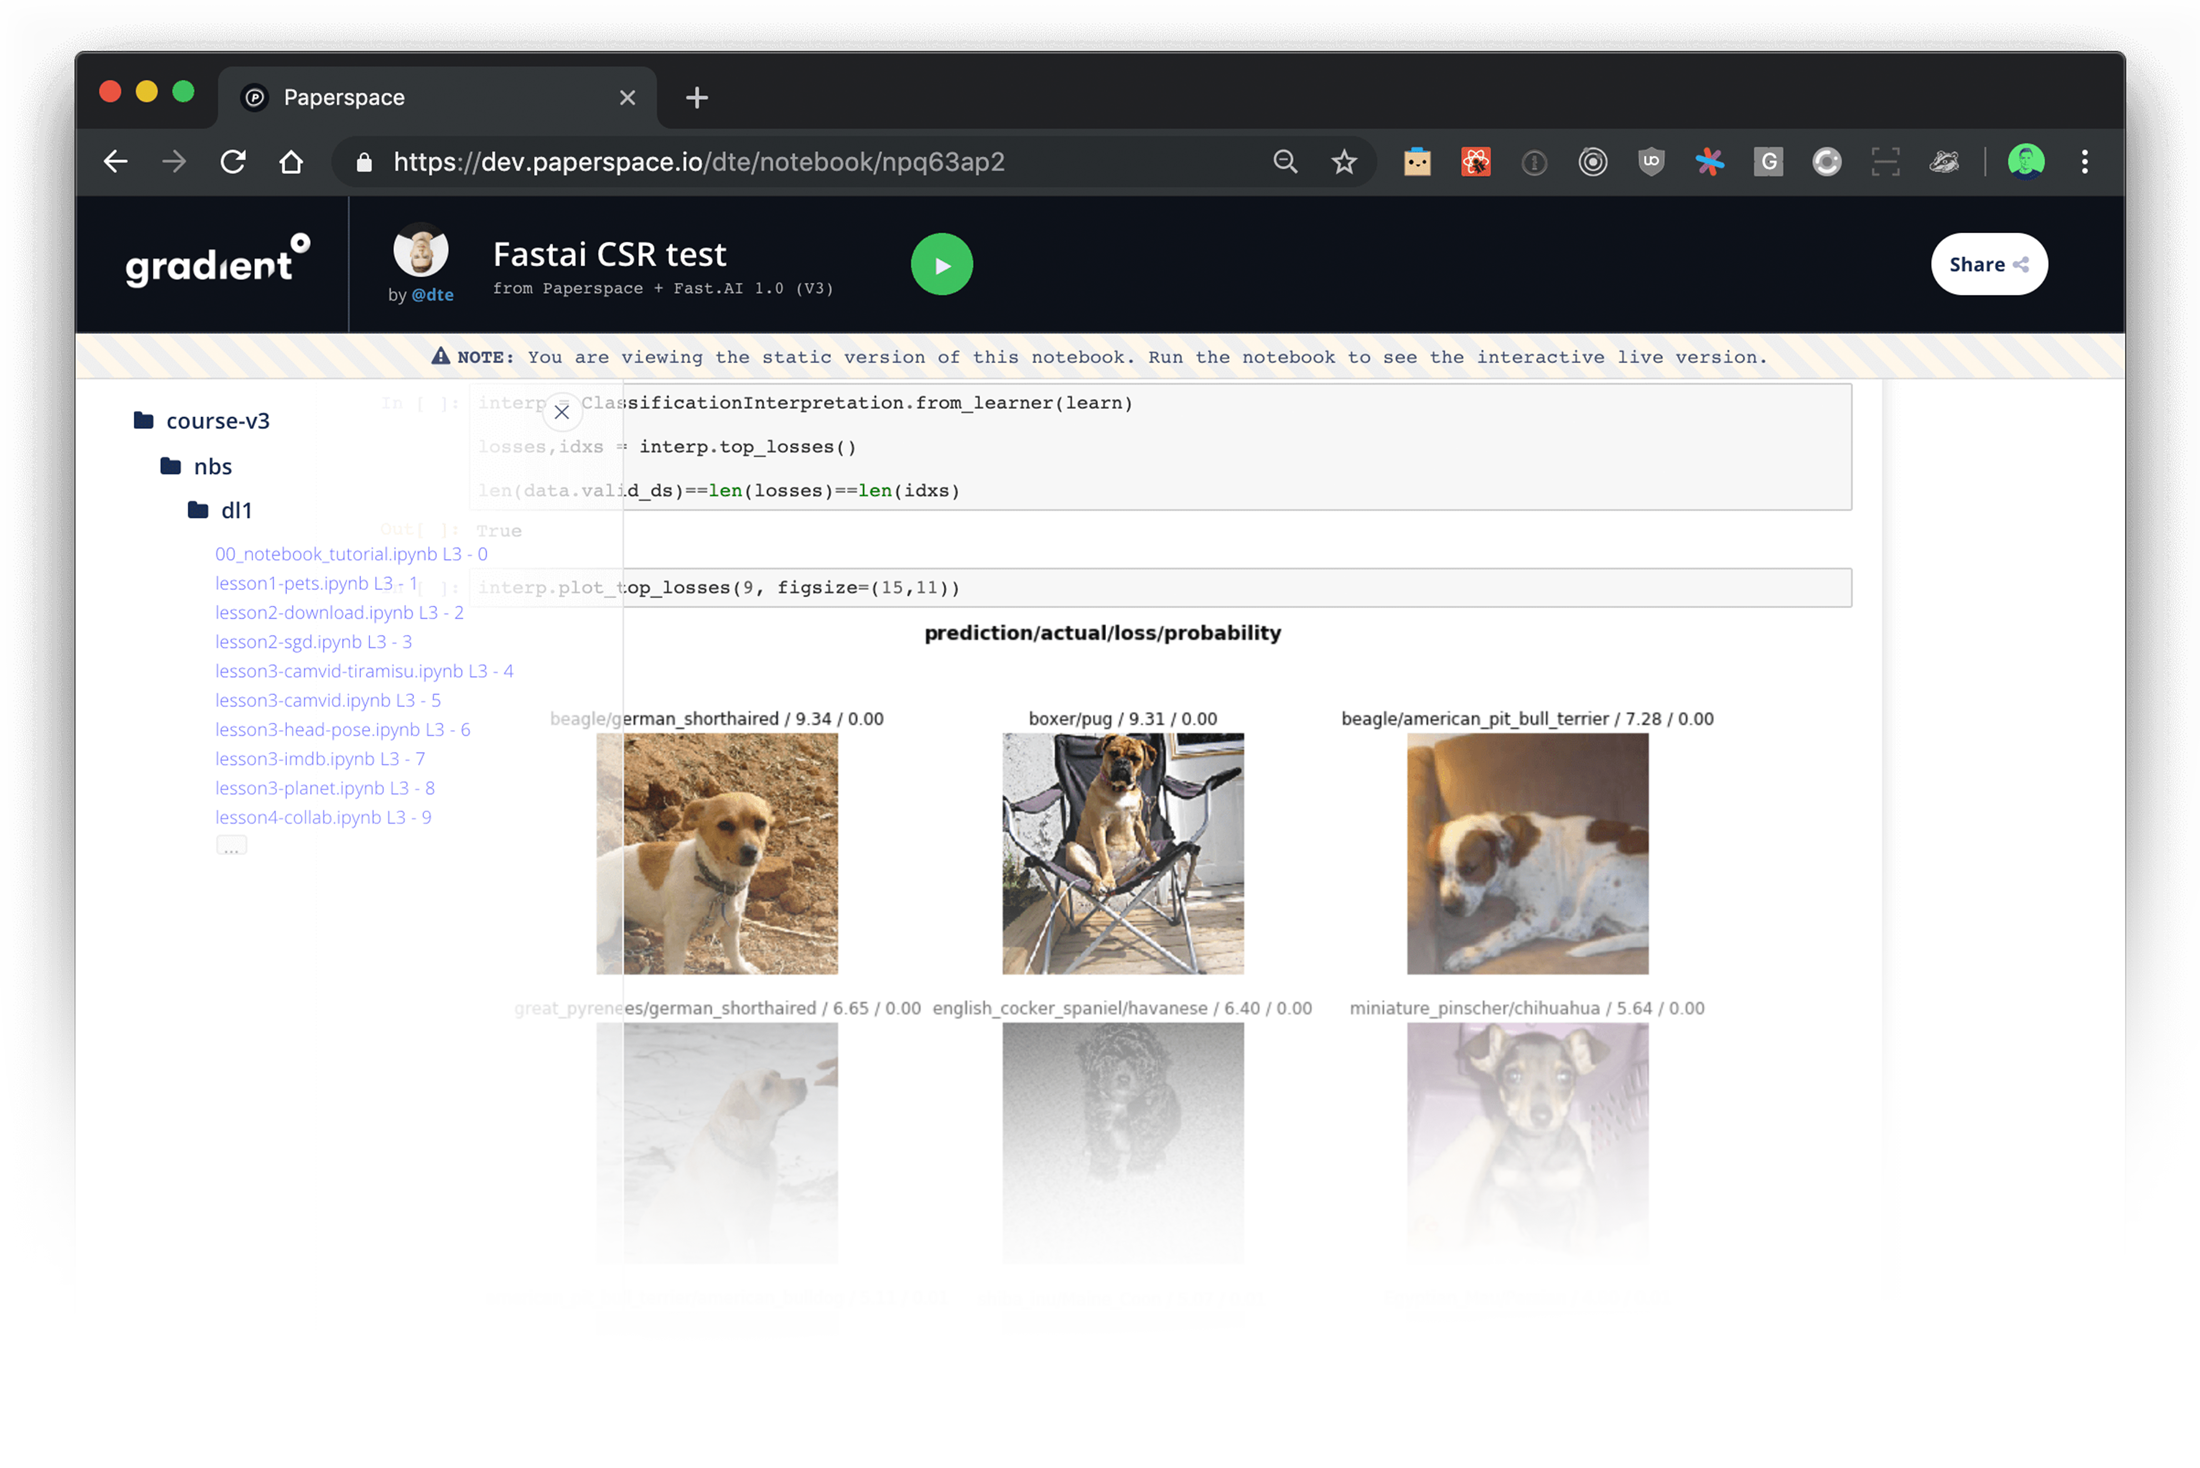 Paperspace
https://dev.paperspace.io/dte/notebook/npq63ap2
gradient
by @dte
Fastai CSR test
from Paperspace + Fast.AI 1.0 (V3)
Share
NOTE: You are viewing the static version of this notebook. Run the notebook to see the interactive live version.
course-v3
nbs
dl1
00_notebook_tutorial.ipynb L3 - 0
lesson1-pets.ipynb L3 - 1
lesson2-download.ipynb L3 - 2
lesson2-sgd.ipynb L3 - 3
lesson3-camvid-tiramisu.ipynb L3 - 4
lesson3-camvid.ipynb L3 - 5
lesson3-head-pose.ipynb L3 - 6
lesson3-imdb.ipynb L3 - 7
lesson3-planet.ipynb L3 - 8
lesson4-collab.ipynb L3 - 9
...
In [ ]: interp = ClassificationInterpretation.from_learner(learn)
losses,idxs = interp.top_losses()
len(data.valid_ds)==len(losses)==len(idxs)
Out[ ]: True
]: interp.plot_top_losses(9, figsize=(15,11))
prediction/actual/loss/probability
beagle/german_shorthaired / 9.34 / 0.00
boxer/pug / 9.31 / 0.00
beagle/american_pit_bull_terrier / 7.28 / 0.00
great_pyrenees/german_shorthaired / 6.65 / 0.00
english_cocker_spaniel/havanese / 6.40 / 0.00
miniature_pinscher/chihuahua / 5.64 / 0.00